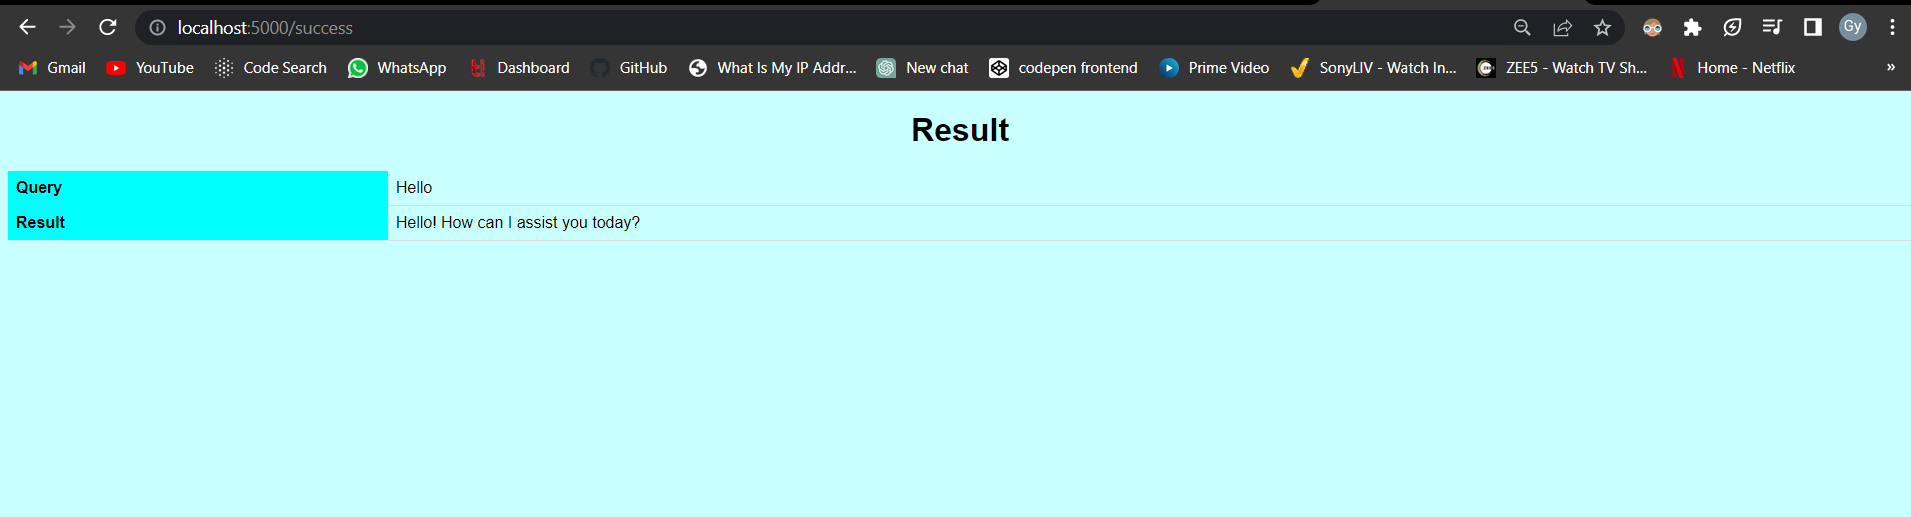 localhost:5000/success
Gy
Gmail YouTube Code Search WhatsApp Dashboard GitHub What Is My IP Addr... New chat codepen frontend Prime Video SonyLIV - Watch In... ZEE5 - Watch TV Sh... Home - Netflix »
Result
Query Hello
Result Hello! How can I assist you today?